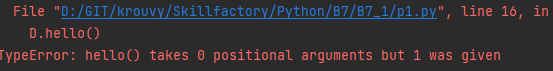 File "D:/GIT/krouvy/Skillfactory/Python/B7/B7_1/p1.py", line 16, in
D.hello()
TypeError: hello() takes 0 positional arguments but 1 was given